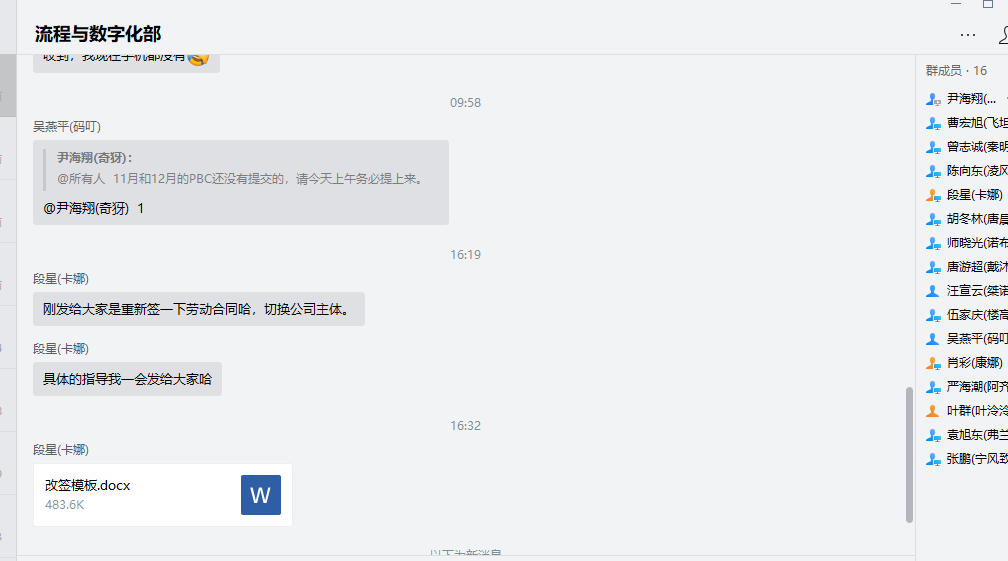 流程与数字化部
收到，我现在手机都没有
09:58
吴燕平(码叮)
尹海翔(奇犽)：
@所有人 11月和12月的PBC还没有提交的，请今天上午务必提上来。
@尹海翔(奇犽) 1
16:19
段星(卡娜)
刚发给大家是重新签一下劳动合同哈，切换公司主体。
段星(卡娜)
具体的指导我一会发给大家哈
16:32
段星(卡娜)
改签模板.docx
483.6K
W
以下为新消息
群成员 · 16
尹海翔(...
曹宏旭(飞坦
曾志诚(秦明
陈向东(凌风
段星(卡娜)
胡冬林(唐晨
师晓光(诺布
唐游超(戴沐
汪宣云(桀诺
伍家庆(楼高
吴燕平(码叮
肖彩(康娜)
严海潮(阿齐
叶群(叶泠泠
袁旭东(弗兰
张鹏(宁风致